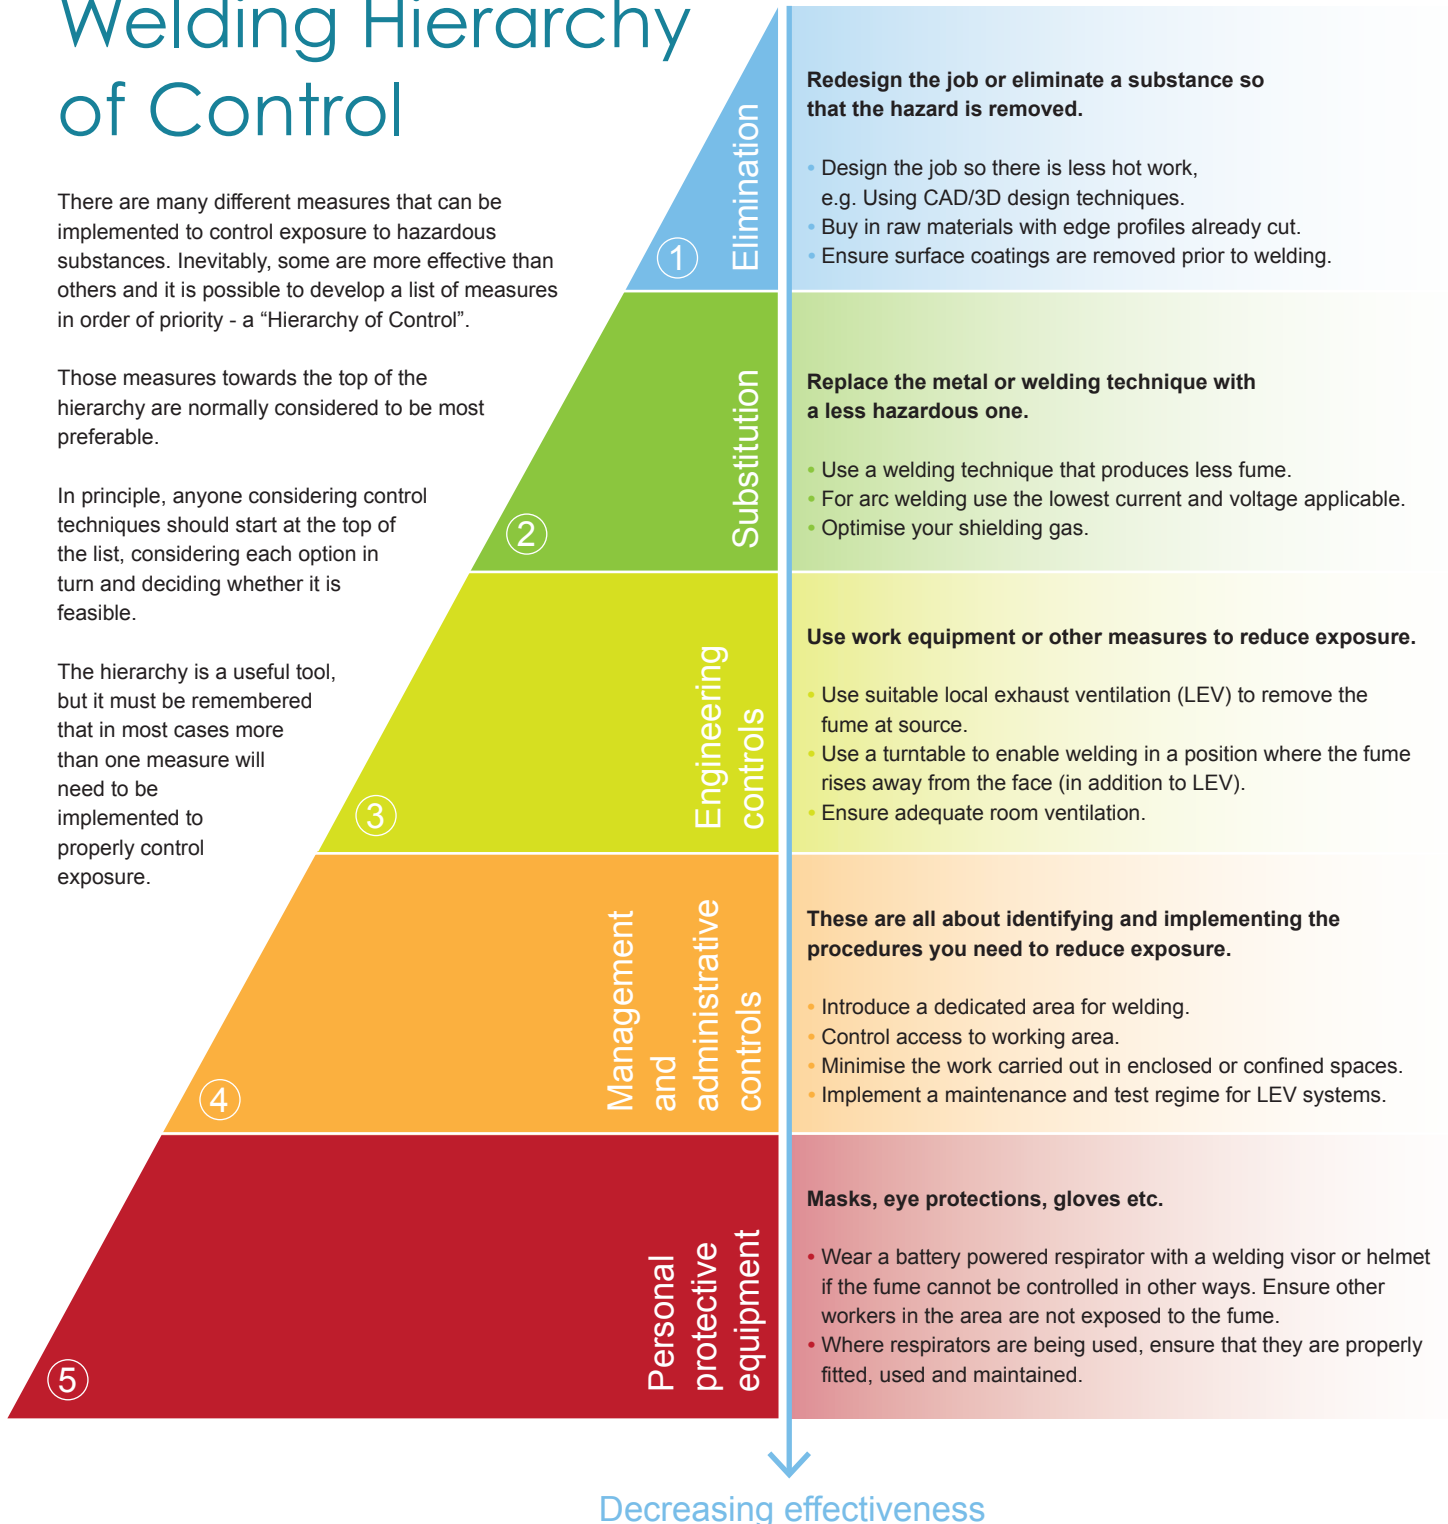 Welding Hierarchy
of Control
There are many different measures that can be
implemented to control exposure to hazardous
substances. Inevitably, some are more effective than
others and it is possible to develop a list of measures
in order of priority - a “Hierarchy of Control”.
Those measures towards the top of the
hierarchy are normally considered to be most
preferable.
In principle, anyone considering control
techniques should start at the top of
the list, considering each option in
turn and deciding whether it is
feasible.
The hierarchy is a useful tool,
but it must be remembered
that in most cases more
than one measure will
need to be
implemented to
properly control
exposure.
1
Elimination
Redesign the job or eliminate a substance so
that the hazard is removed.
• Design the job so there is less hot work,
e.g. Using CAD/3D design techniques.
• Buy in raw materials with edge profiles already cut.
• Ensure surface coatings are removed prior to welding.
2
Substitution
Replace the metal or welding technique with
a less hazardous one.
• Use a welding technique that produces less fume.
• For arc welding use the lowest current and voltage applicable.
• Optimise your shielding gas.
3
Engineering
controls
Use work equipment or other measures to reduce exposure.
• Use suitable local exhaust ventilation (LEV) to remove the
fume at source.
• Use a turntable to enable welding in a position where the fume
rises away from the face (in addition to LEV).
• Ensure adequate room ventilation.
4
Management
and
administrative
controls
These are all about identifying and implementing the
procedures you need to reduce exposure.
• Introduce a dedicated area for welding.
• Control access to working area.
• Minimise the work carried out in enclosed or confined spaces.
• Implement a maintenance and test regime for LEV systems.
5
Personal
protective
equipment
Masks, eye protections, gloves etc.
• Wear a battery powered respirator with a welding visor or helmet
if the fume cannot be controlled in other ways. Ensure other
workers in the area are not exposed to the fume.
• Where respirators are being used, ensure that they are properly
fitted, used and maintained.
Decreasing effectiveness